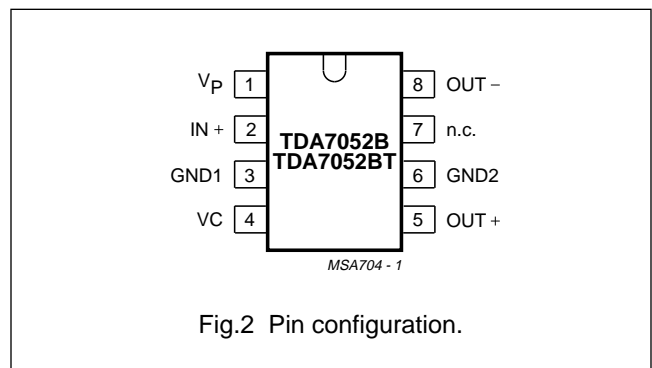 VP 1 8 OUT −
IN + 2 7 n.c.
TDA7052B
TDA7052BT
GND1 3 6 GND2
VC 4 5 OUT +
MSA704 - 1
Fig.2 Pin configuration.